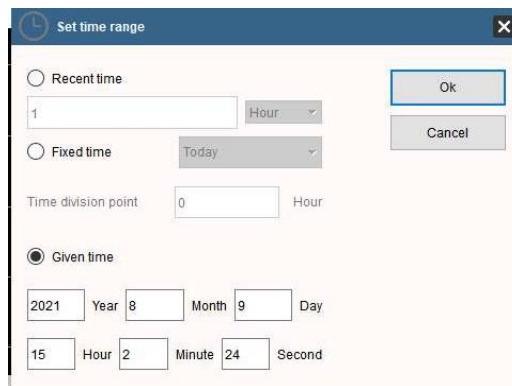 Set time range
Recent time
Ok
1 Hour
Cancel
Fixed time Today
Time division point 0 Hour
Given time
2021 Year 8 Month 9 Day
15 Hour 2 Minute 24 Second